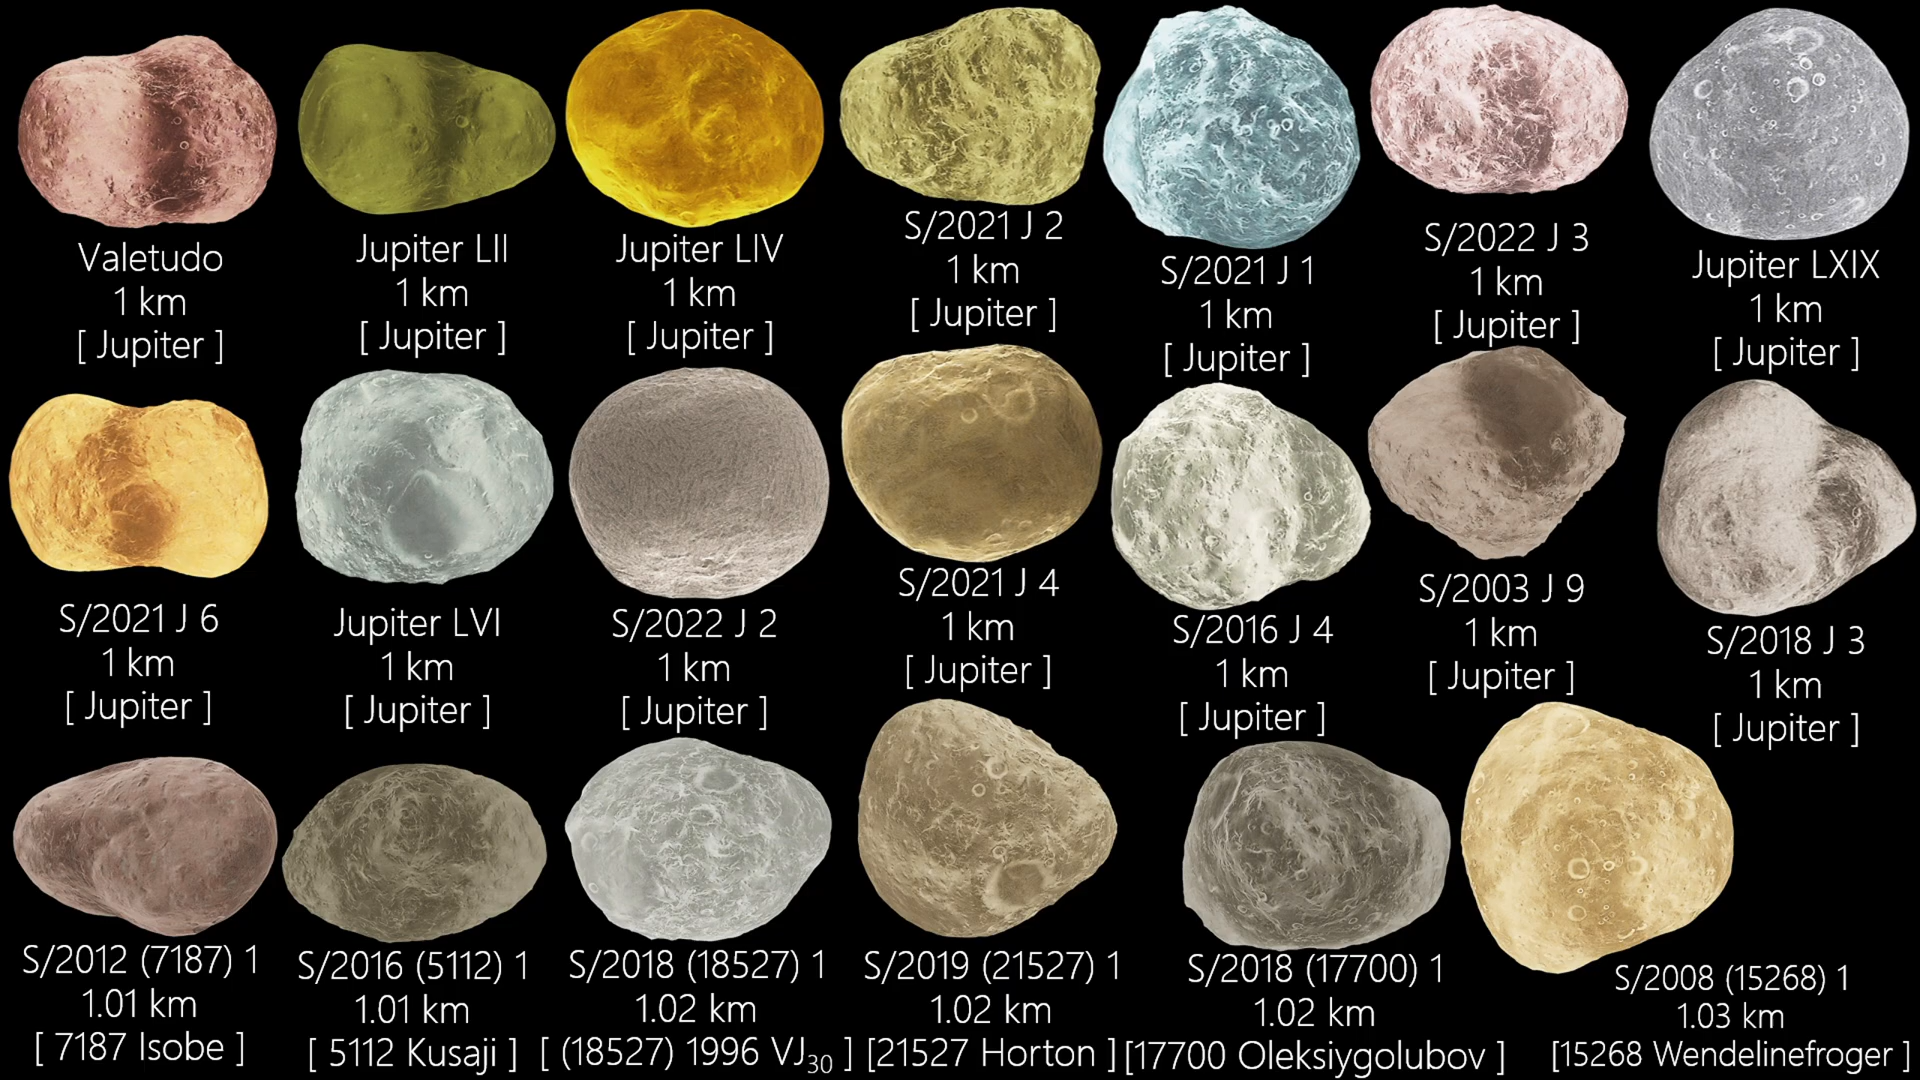 Valetudo
1 km
[ Jupiter ]
Jupiter LII
1 km
[ Jupiter ]
Jupiter LIV
1 km
[ Jupiter ]
S/2021 J 2
1 km
[ Jupiter ]
S/2021 J 1
1 km
[ Jupiter ]
S/2022 J 3
1 km
[ Jupiter ]
Jupiter LXIX
1 km
[ Jupiter ]
S/2021 J 6
1 km
[ Jupiter ]
Jupiter LVI
1 km
[ Jupiter ]
S/2022 J 2
1 km
[ Jupiter ]
S/2021 J 4
1 km
[ Jupiter ]
S/2016 J 4
1 km
[ Jupiter ]
S/2003 J 9
1 km
[ Jupiter ]
S/2018 J 3
1 km
[ Jupiter ]
S/2012 (7187) 1
1.01 km
[ 7187 Isobe ]
S/2016 (5112) 1
1.01 km
[ 5112 Kusaji ]
S/2018 (18527) 1
1.02 km
[ (18527) 1996 VJ₃₀ ]
S/2019 (21527) 1
1.02 km
[21527 Horton ]
S/2018 (17700) 1
1.02 km
[17700 Oleksiygolubov ]
S/2008 (15268) 1
1.03 km
[15268 Wendelinefroger ]